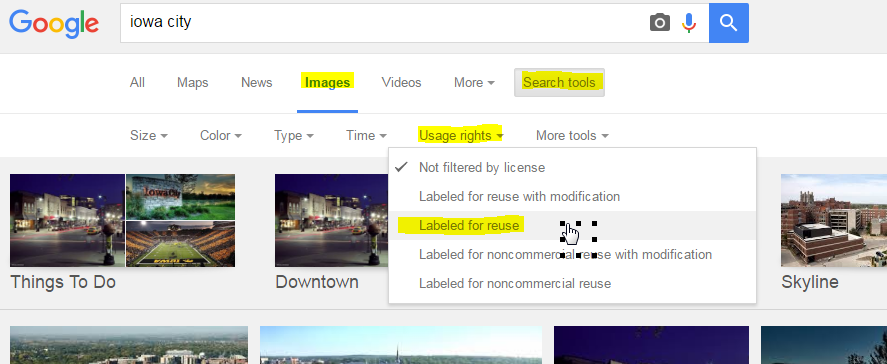 Google iowa city
All Maps News Images Videos More Search tools
Size Color Type Time Usage rights More tools
Not filtered by license
Labeled for reuse with modification
Labeled for reuse
Labeled for noncommercial reuse with modification
Labeled for noncommercial reuse
Things To Do Downtown Skyline